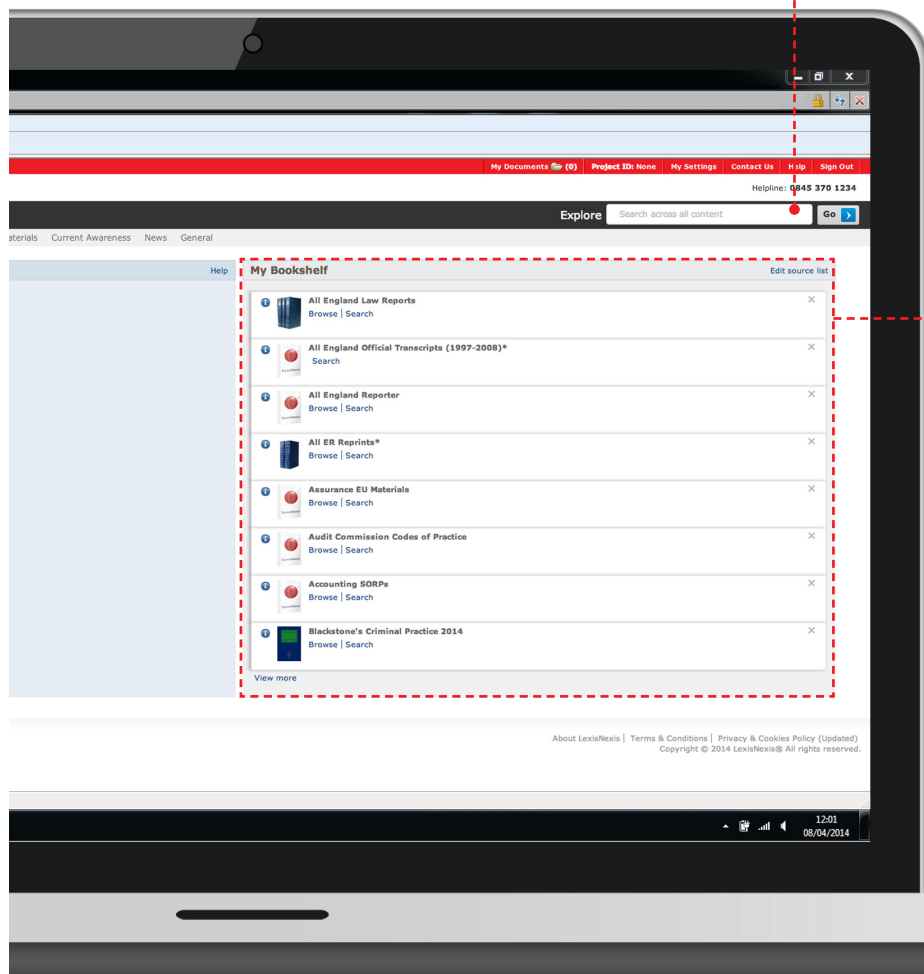 My Documents (0) Project ID: None My Settings Contact Us Help Sign Out
Helpline: 0845 370 1234
Explore Search across all content Go
aterials Current Awareness News General
Help
My Bookshelf Edit source list
All England Law Reports
Browse | Search
All England Official Transcripts (1997-2008)*
Search
All England Reporter
Browse | Search
All ER Reprints*
Browse | Search
Assurance EU Materials
Browse | Search
Audit Commission Codes of Practice
Browse | Search
Accounting SORPs
Browse | Search
Blackstone's Criminal Practice 2014
Browse | Search
View more
About LexisNexis | Terms & Conditions | Privacy & Cookies Policy (Updated)
Copyright © 2014 LexisNexis® All rights reserved.
12:01
08/04/2014